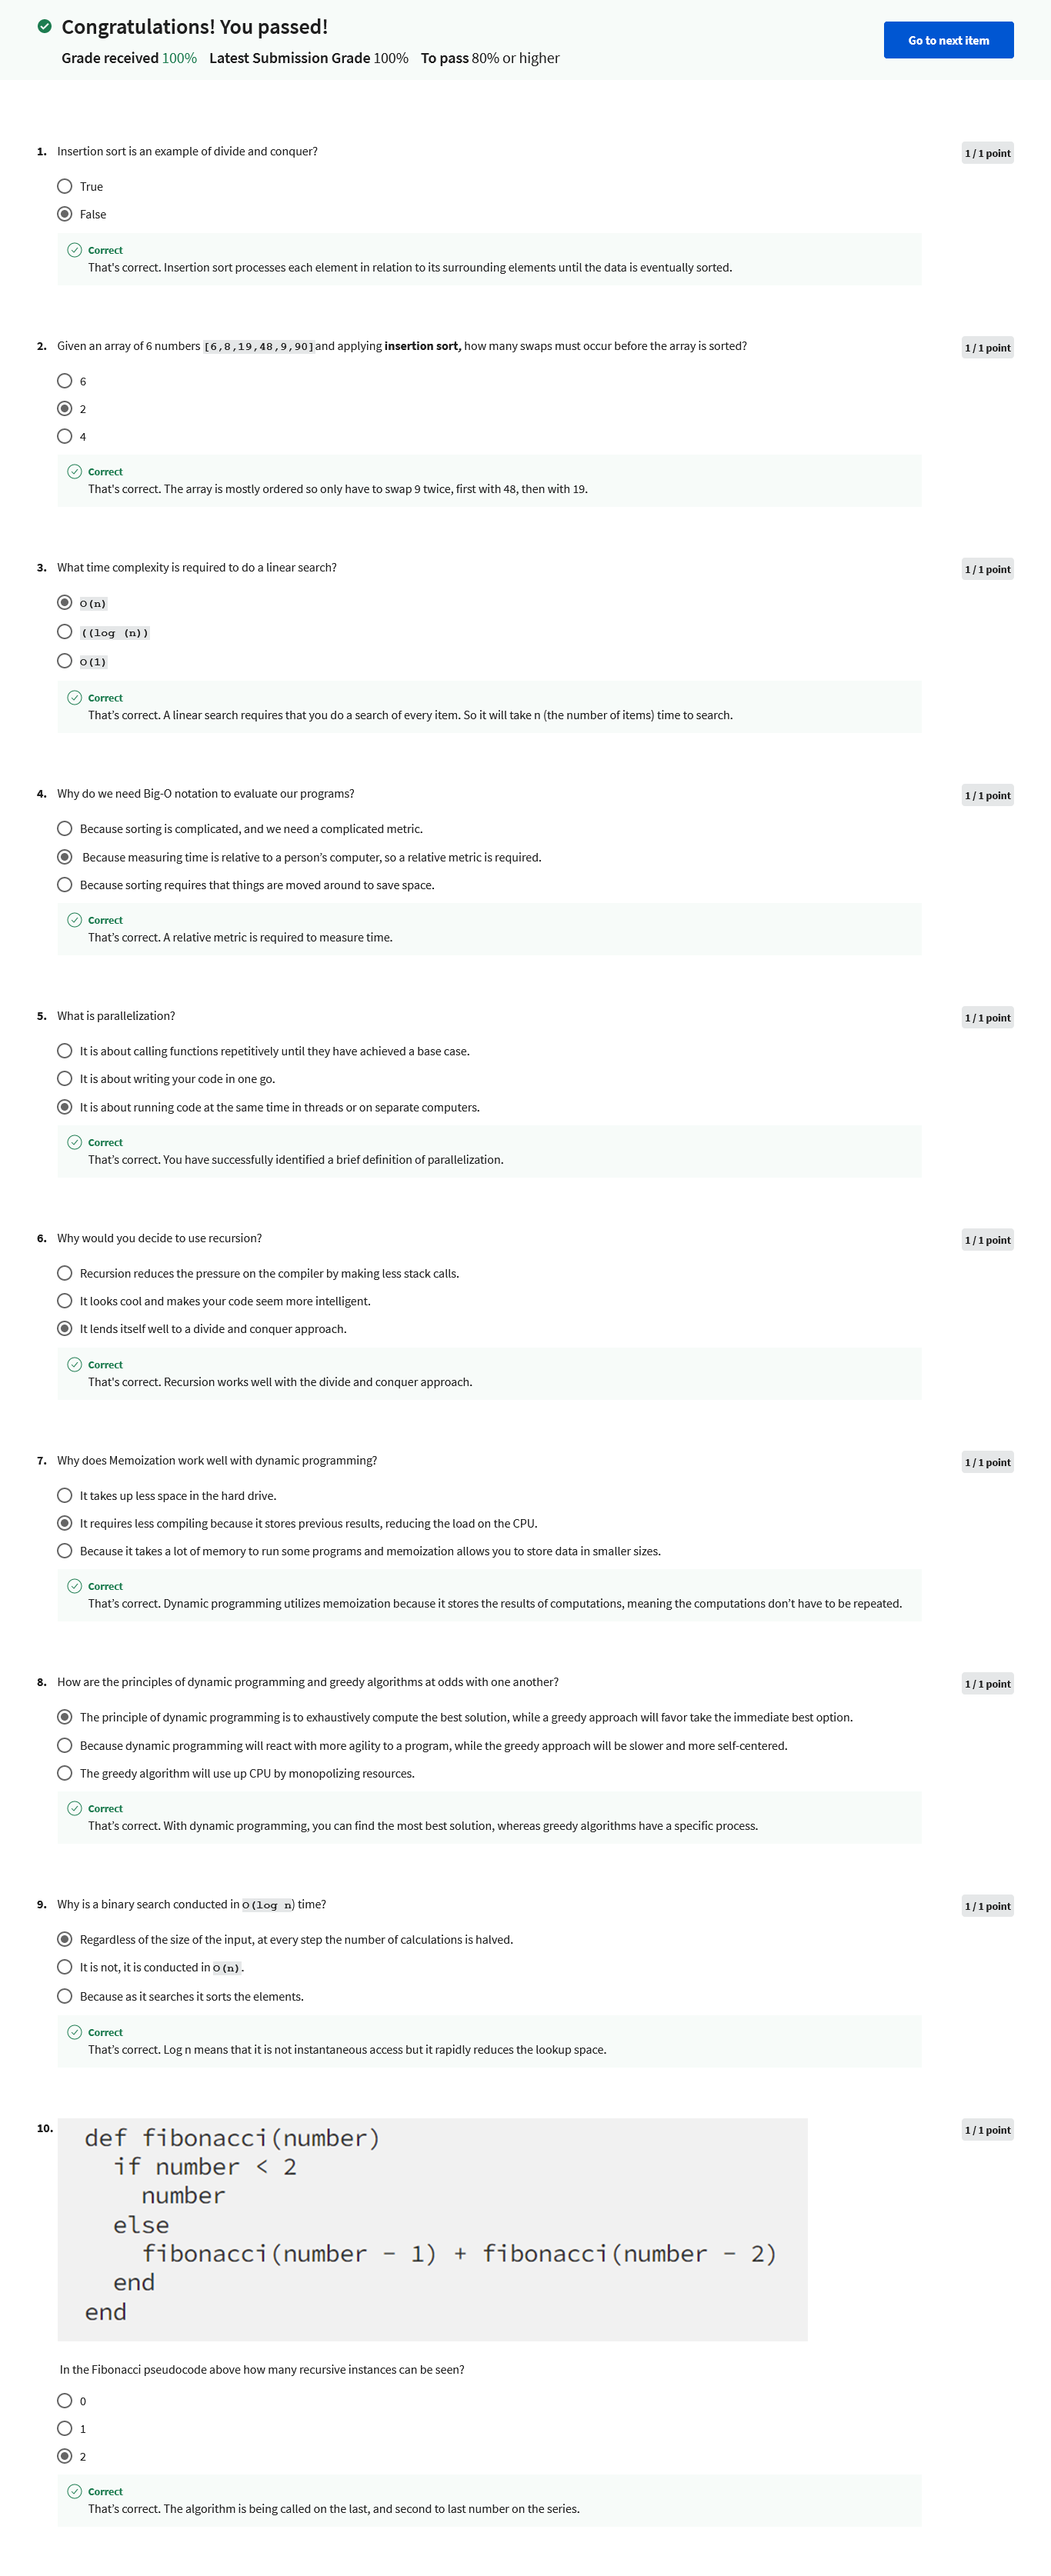 Congratulations! You passed!
Grade received 100% Latest Submission Grade 100% To pass 80% or higher
Go to next item
1. Insertion sort is an example of divide and conquer?
1 / 1 point
True
False
Correct
That's correct. Insertion sort processes each element in relation to its surrounding elements until the data is eventually sorted.
2. Given an array of 6 numbers [6,8,19,48,9,90]and applying insertion sort, how many swaps must occur before the array is sorted?
1 / 1 point
6
2
4
Correct
That's correct. The array is mostly ordered so only have to swap 9 twice, first with 48, then with 19.
3. What time complexity is required to do a linear search?
1 / 1 point
O(n)
((log (n))
O(1)
Correct
That’s correct. A linear search requires that you do a search of every item. So it will take n (the number of items) time to search.
4. Why do we need Big-O notation to evaluate our programs?
1 / 1 point
Because sorting is complicated, and we need a complicated metric.
Because measuring time is relative to a person’s computer, so a relative metric is required.
Because sorting requires that things are moved around to save space.
Correct
That’s correct. A relative metric is required to measure time.
5. What is parallelization?
1 / 1 point
It is about calling functions repetitively until they have achieved a base case.
It is about writing your code in one go.
It is about running code at the same time in threads or on separate computers.
Correct
That’s correct. You have successfully identified a brief definition of parallelization.
6. Why would you decide to use recursion?
1 / 1 point
Recursion reduces the pressure on the compiler by making less stack calls.
It looks cool and makes your code seem more intelligent.
It lends itself well to a divide and conquer approach.
Correct
That's correct. Recursion works well with the divide and conquer approach.
7. Why does Memoization work well with dynamic programming?
1 / 1 point
It takes up less space in the hard drive.
It requires less compiling because it stores previous results, reducing the load on the CPU.
Because it takes a lot of memory to run some programs and memoization allows you to store data in smaller sizes.
Correct
That’s correct. Dynamic programming utilizes memoization because it stores the results of computations, meaning the computations don’t have to be repeated.
8. How are the principles of dynamic programming and greedy algorithms at odds with one another?
1 / 1 point
The principle of dynamic programming is to exhaustively compute the best solution, while a greedy approach will favor take the immediate best option.
Because dynamic programming will react with more agility to a program, while the greedy approach will be slower and more self-centered.
The greedy algorithm will use up CPU by monopolizing resources.
Correct
That’s correct. With dynamic programming, you can find the most best solution, whereas greedy algorithms have a specific process.
9. Why is a binary search conducted in O(log n) time?
1 / 1 point
Regardless of the size of the input, at every step the number of calculations is halved.
It is not, it is conducted in O(n).
Because as it searches it sorts the elements.
Correct
That’s correct. Log n means that it is not instantaneous access but it rapidly reduces the lookup space.
10.
1 / 1 point
def fibonacci(number)
if number < 2
number
else
fibonacci(number - 1) + fibonacci(number - 2)
end
end
In the Fibonacci pseudocode above how many recursive instances can be seen?
0
1
2
Correct
That’s correct. The algorithm is being called on the last, and second to last number on the series.